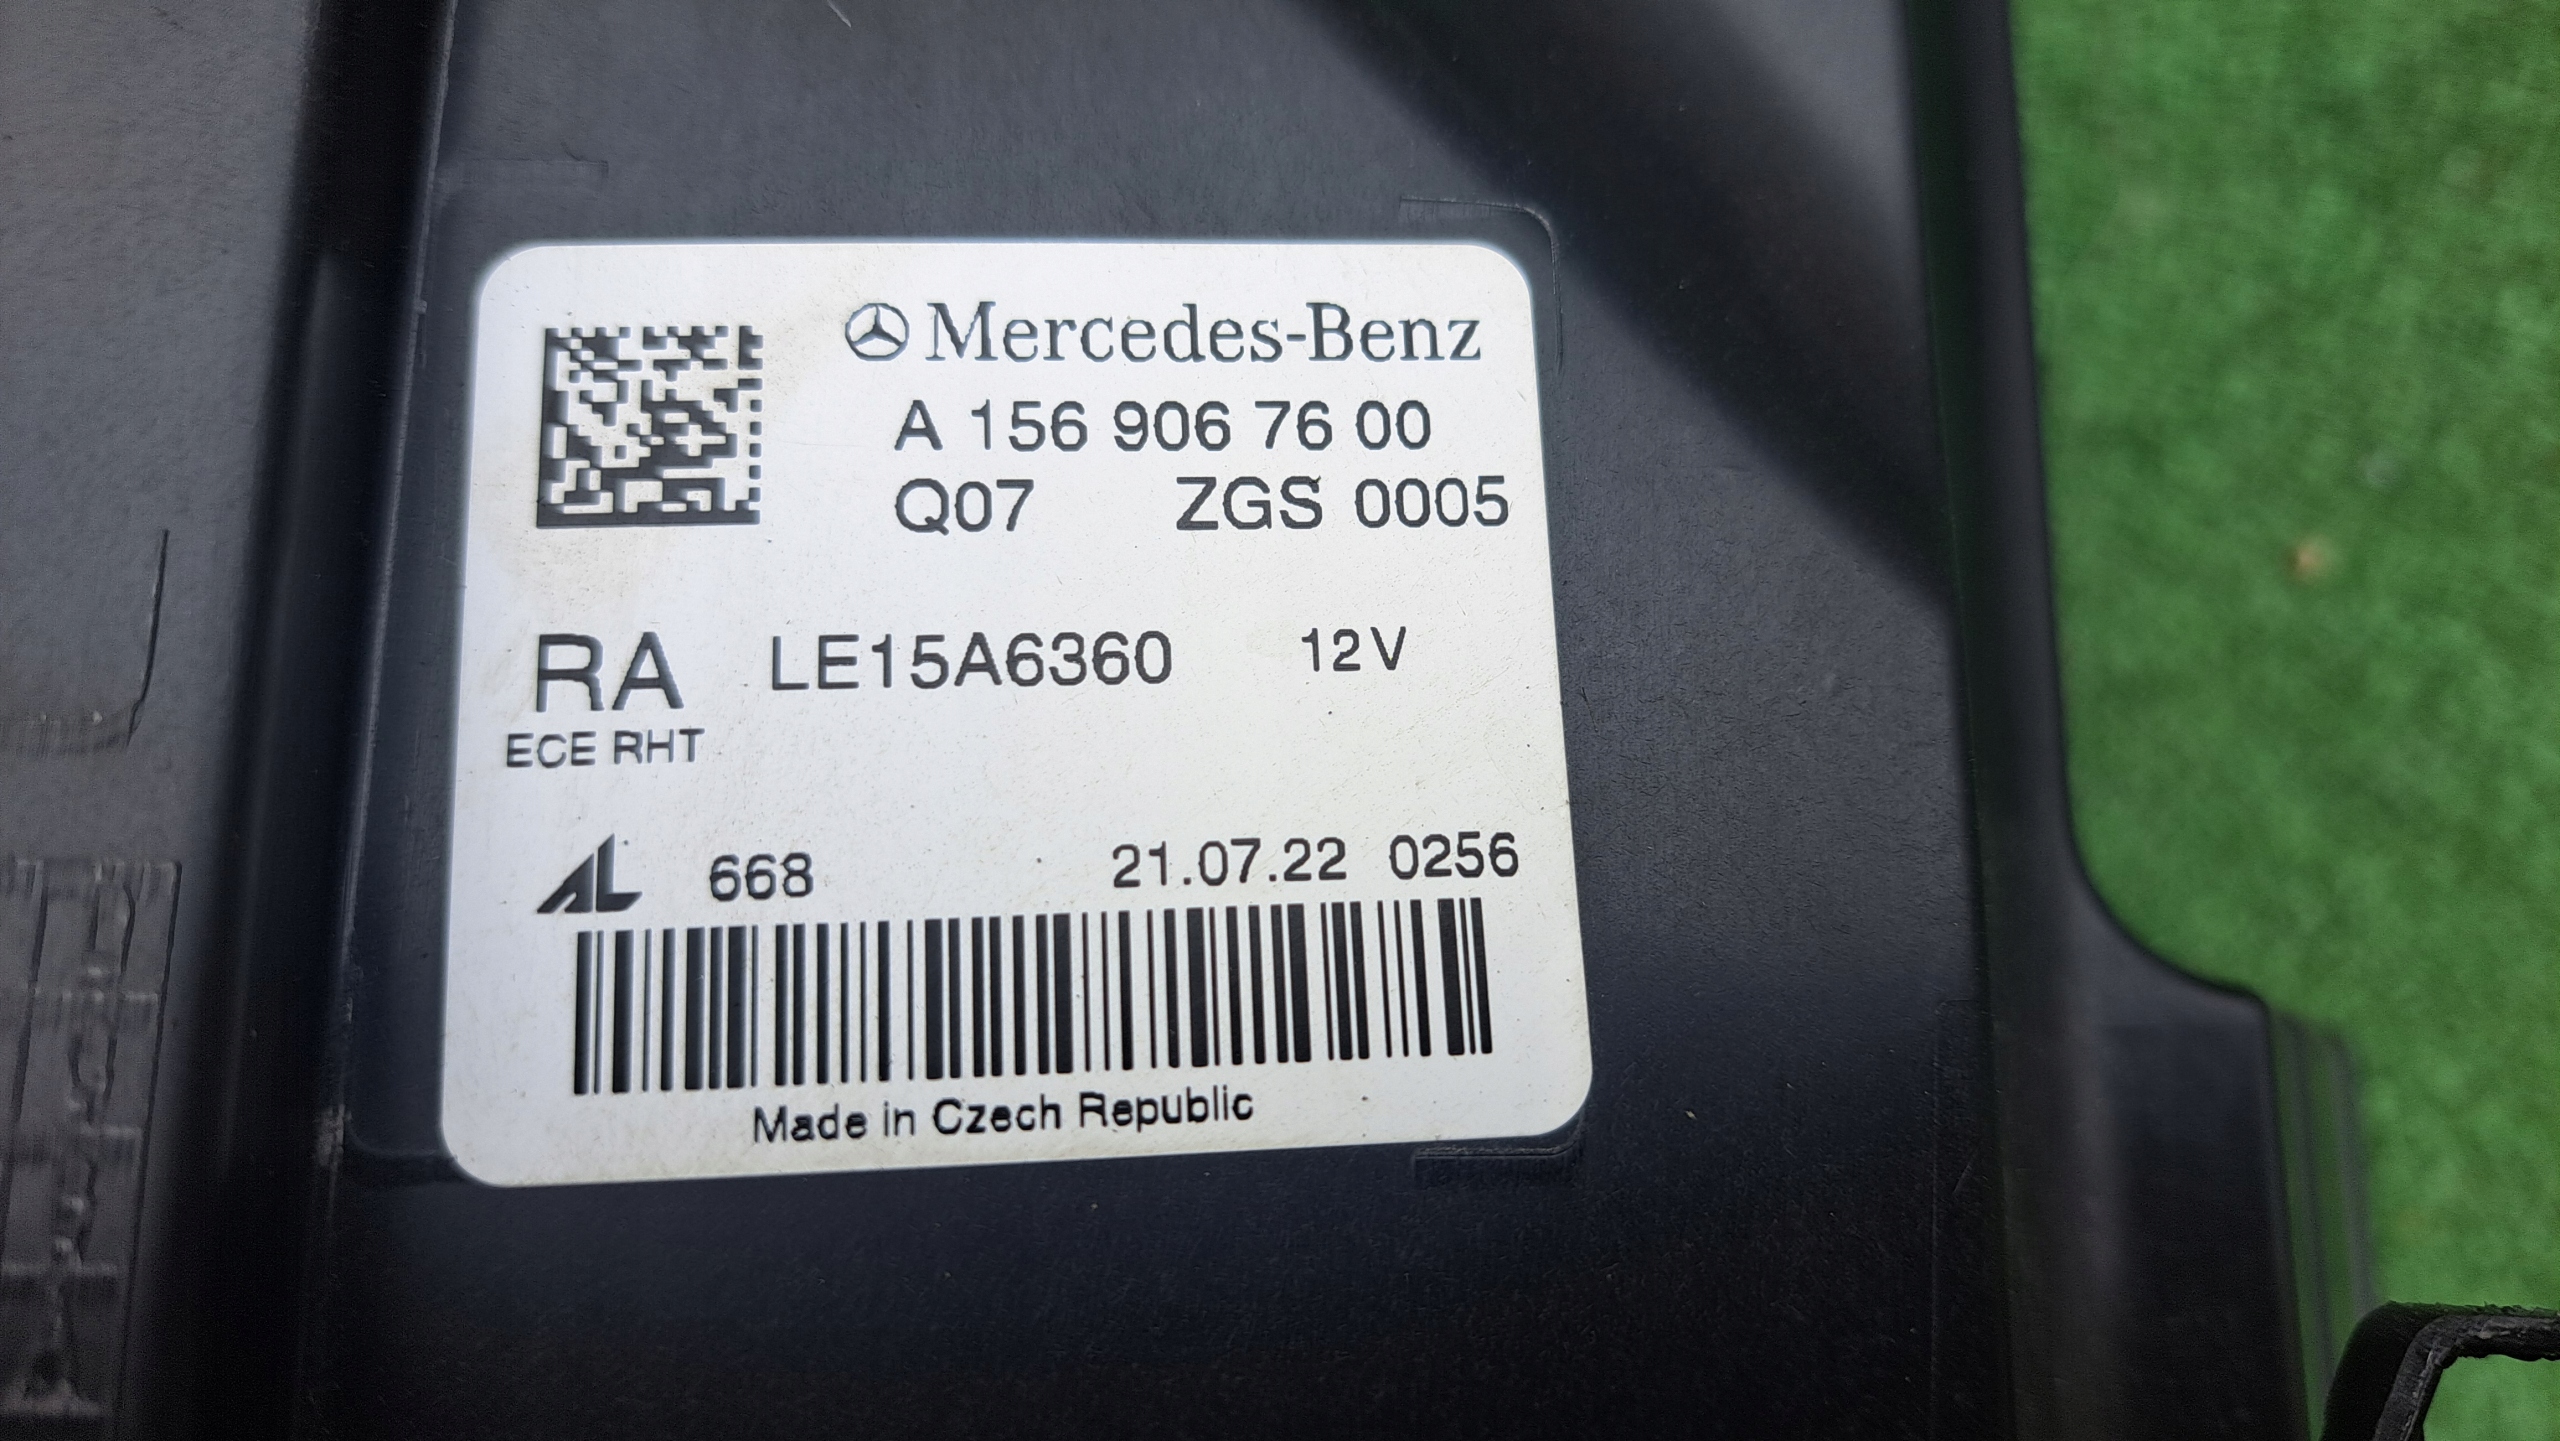 Mercedes-Benz
A 156 906 76 00
Q07 ZGS 0005
RA LE15A6360 12V
ECE RHT
AL 668 21.07.22 0256
Made in Czech Republic